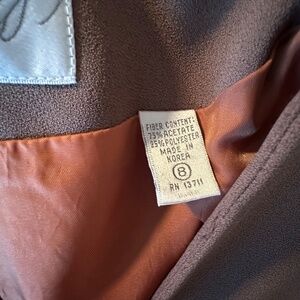 FIBER CONTENT:
75% ACETATE
25% POLYESTER
MADE IN
KOREA
8
RN 13711